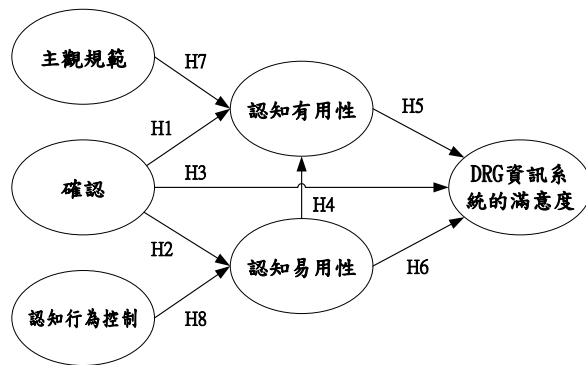 主觀規範
H7
認知有用性
H5
H1
確認
H3
DRG資訊系
統的滿意度
H4
H2
認知易用性
H6
認知行為控制
H8